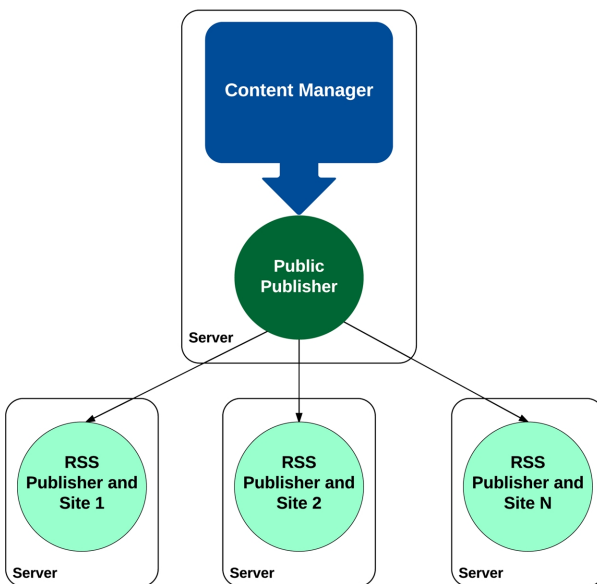 Content Manager
Public
Publisher
Server
RSS
Publisher and
Site 1
Server
RSS
Publisher and
Site 2
Server
RSS
Publisher and
Site N
Server